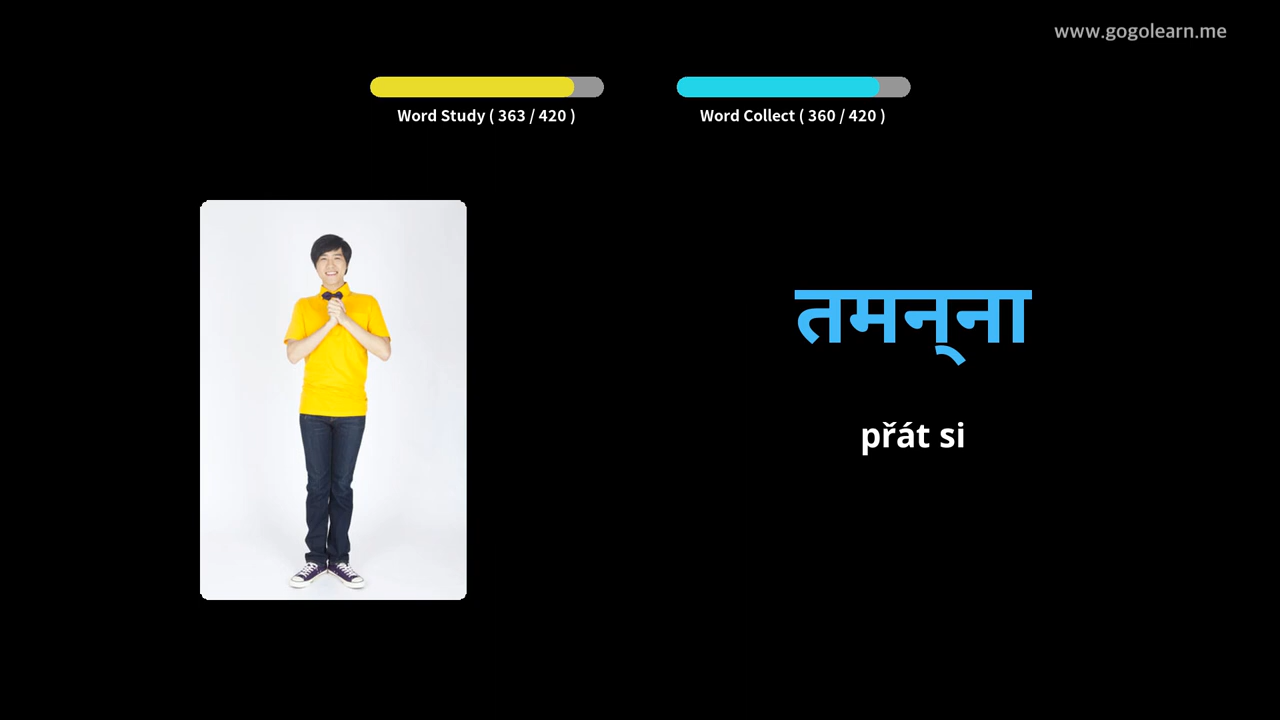 www.gogolearn.me
Word Study ( 363 / 420 )
Word Collect ( 360 / 420 )
तमन्‌ना
přát si